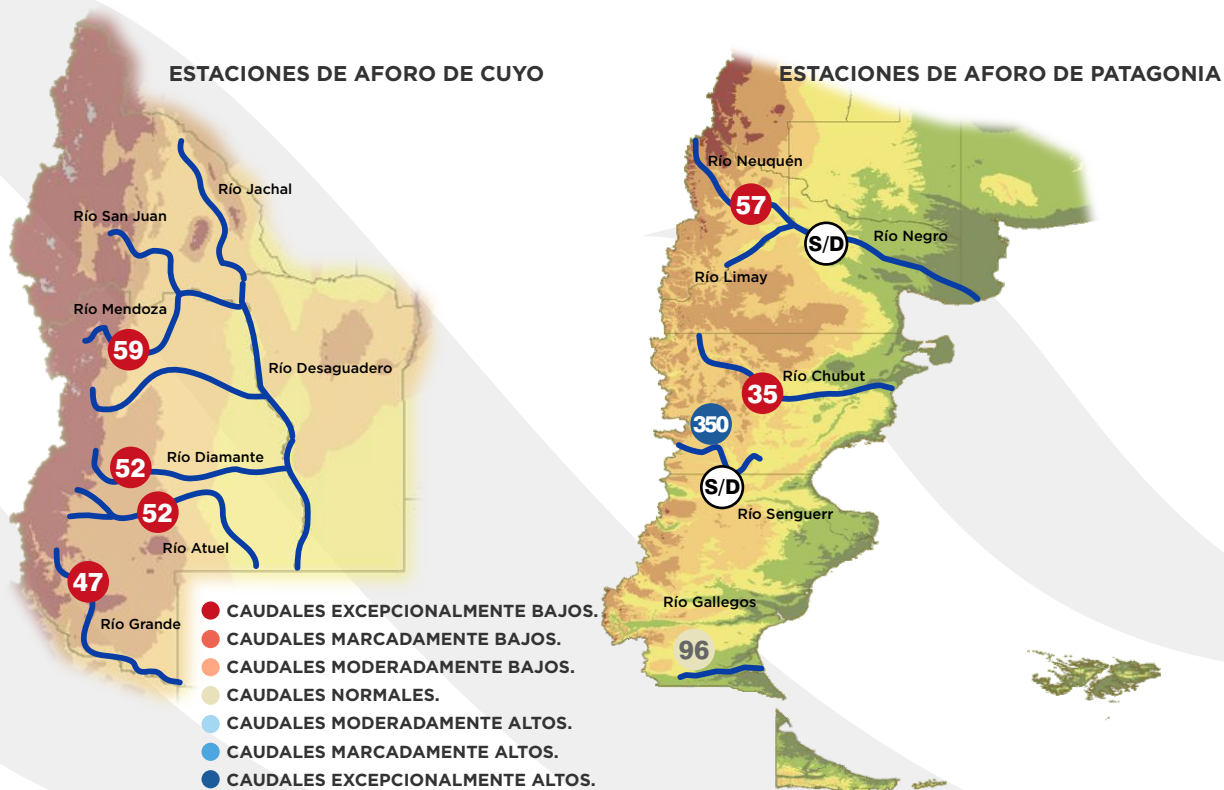 ESTACIONES DE AFORO DE CUYO
Río Jachal
Río San Juan
Río Mendoza
59
Río Desaguadero
Río Diamante
52
52
Río Atuel
47
Río Grande
CAUDALES EXCEPCIONALMENTE BAJOS.
CAUDALES MARCADAMENTE BAJOS.
CAUDALES MODERADAMENTE BAJOS.
CAUDALES NORMALES.
CAUDALES MODERADAMENTE ALTOS.
CAUDALES MARCADAMENTE ALTOS.
CAUDALES EXCEPCIONALMENTE ALTOS.
ESTACIONES DE AFORO DE PATAGONIA
Río Neuquén
57
S/D
Río Negro
Río Limay
Río Chubut
35
350
S/D
Río Senguerr
Río Gallegos
96